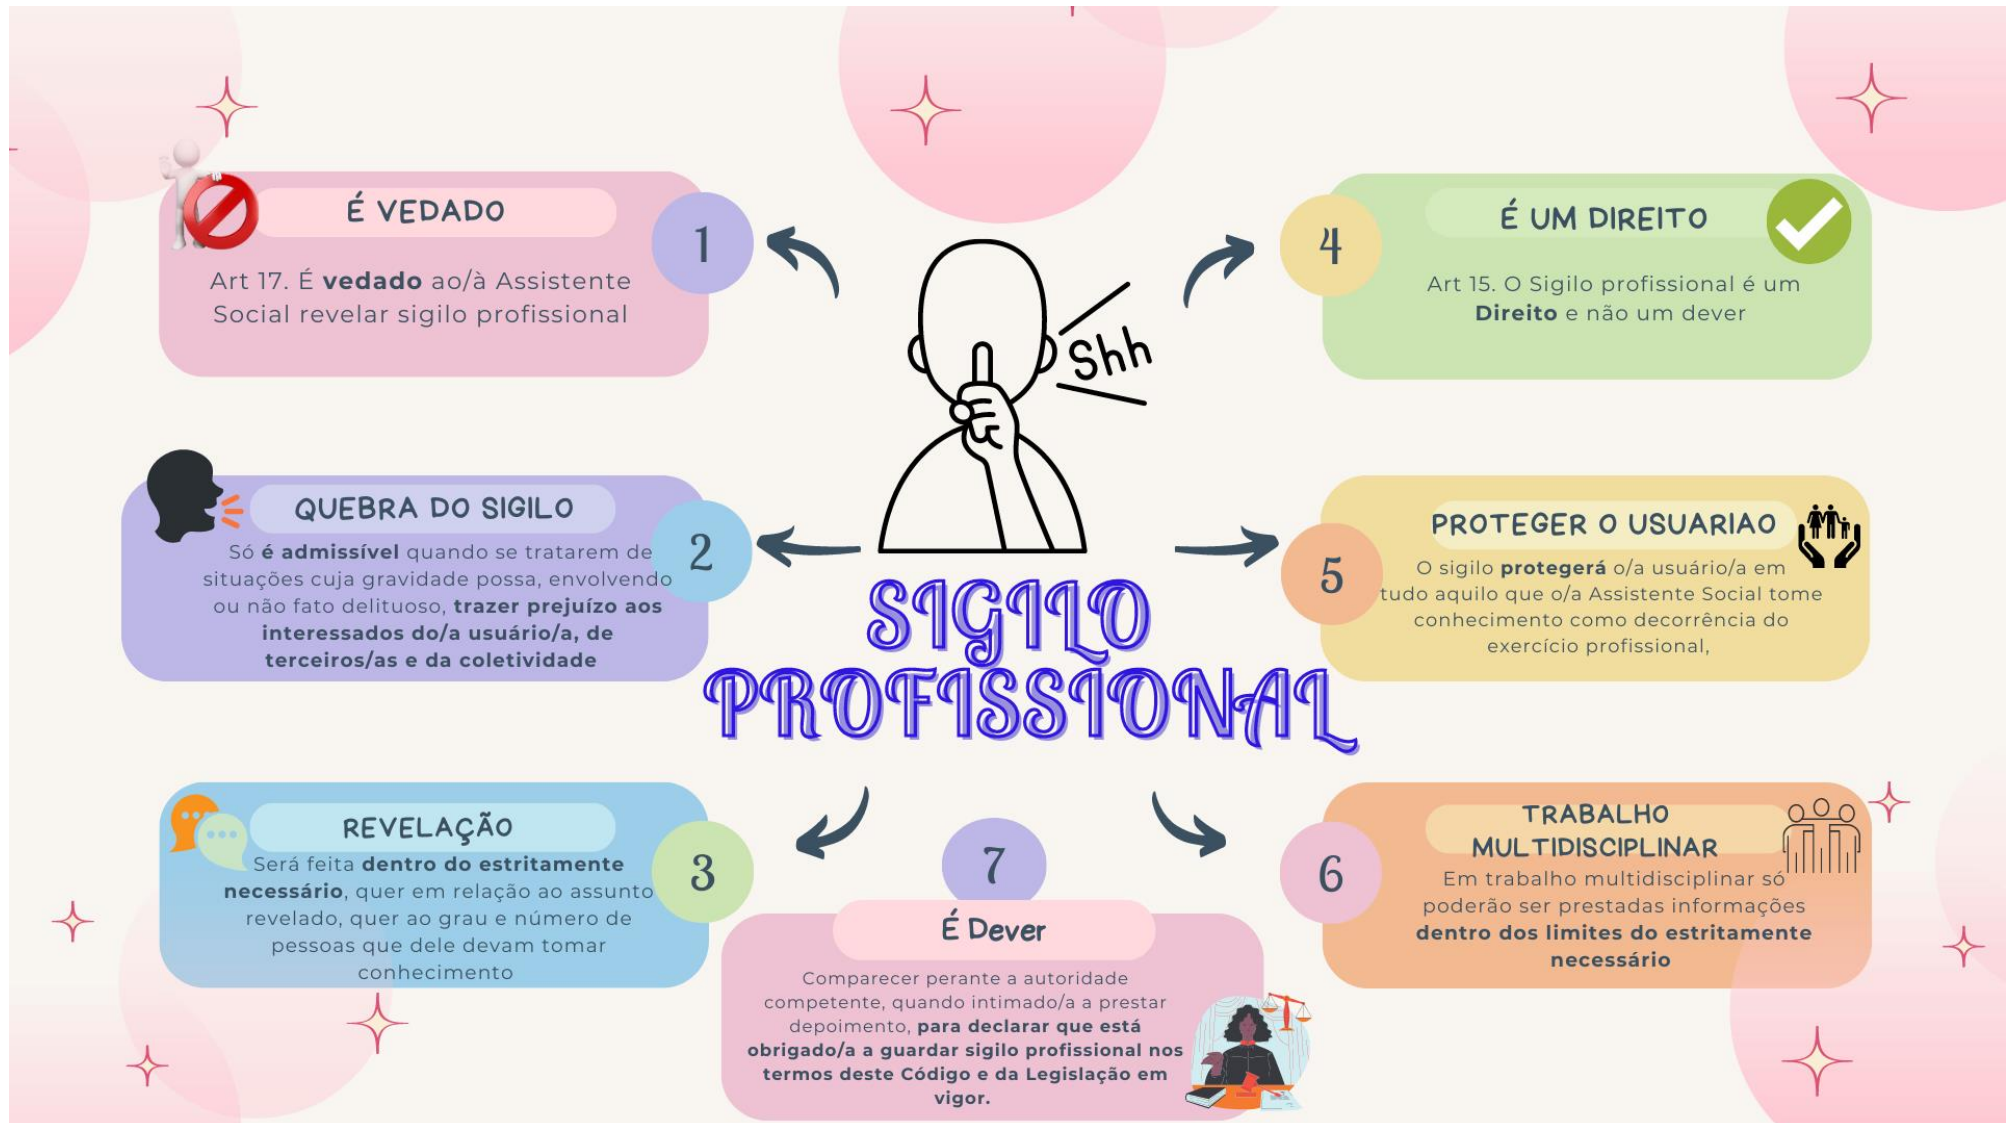 É VEDADO
1
Art 17. É vedado ao/à Assistente
Social revelar sigilo profissional
QUEBRA DO SIGILO
2
Só é admissível quando se tratarem de
situações cuja gravidade possa, envolvendo
ou não fato delituoso, trazer prejuízo aos
interessados do/a usuário/a, de
terceiros/as e da coletividade
REVELAÇÃO
3
Será feita dentro do estritamente
necessário, quer em relação ao assunto
revelado, quer ao grau e número de
pessoas que dele devam tomar
conhecimento
Shh
SIGILO
PROFISSIONAL
4
É UM DIREITO
Art 15. O Sigilo profissional é um
Direito e não um dever
5
PROTEGER O USUARIAO
O sigilo protegerá o/a usuário/a em
tudo aquilo que o/a Assistente Social tome
conhecimento como decorrência do
exercício profissional,
6
TRABALHO
MULTIDISCIPLINAR
Em trabalho multidisciplinar só
poderão ser prestadas informações
dentro dos limites do estritamente
necessário
7
É Dever
Comparecer perante a autoridade
competente, quando intimado/a a prestar
depoimento, para declarar que está
obrigado/a a guardar sigilo profissional nos
termos deste Código e da Legislação em
vigor.